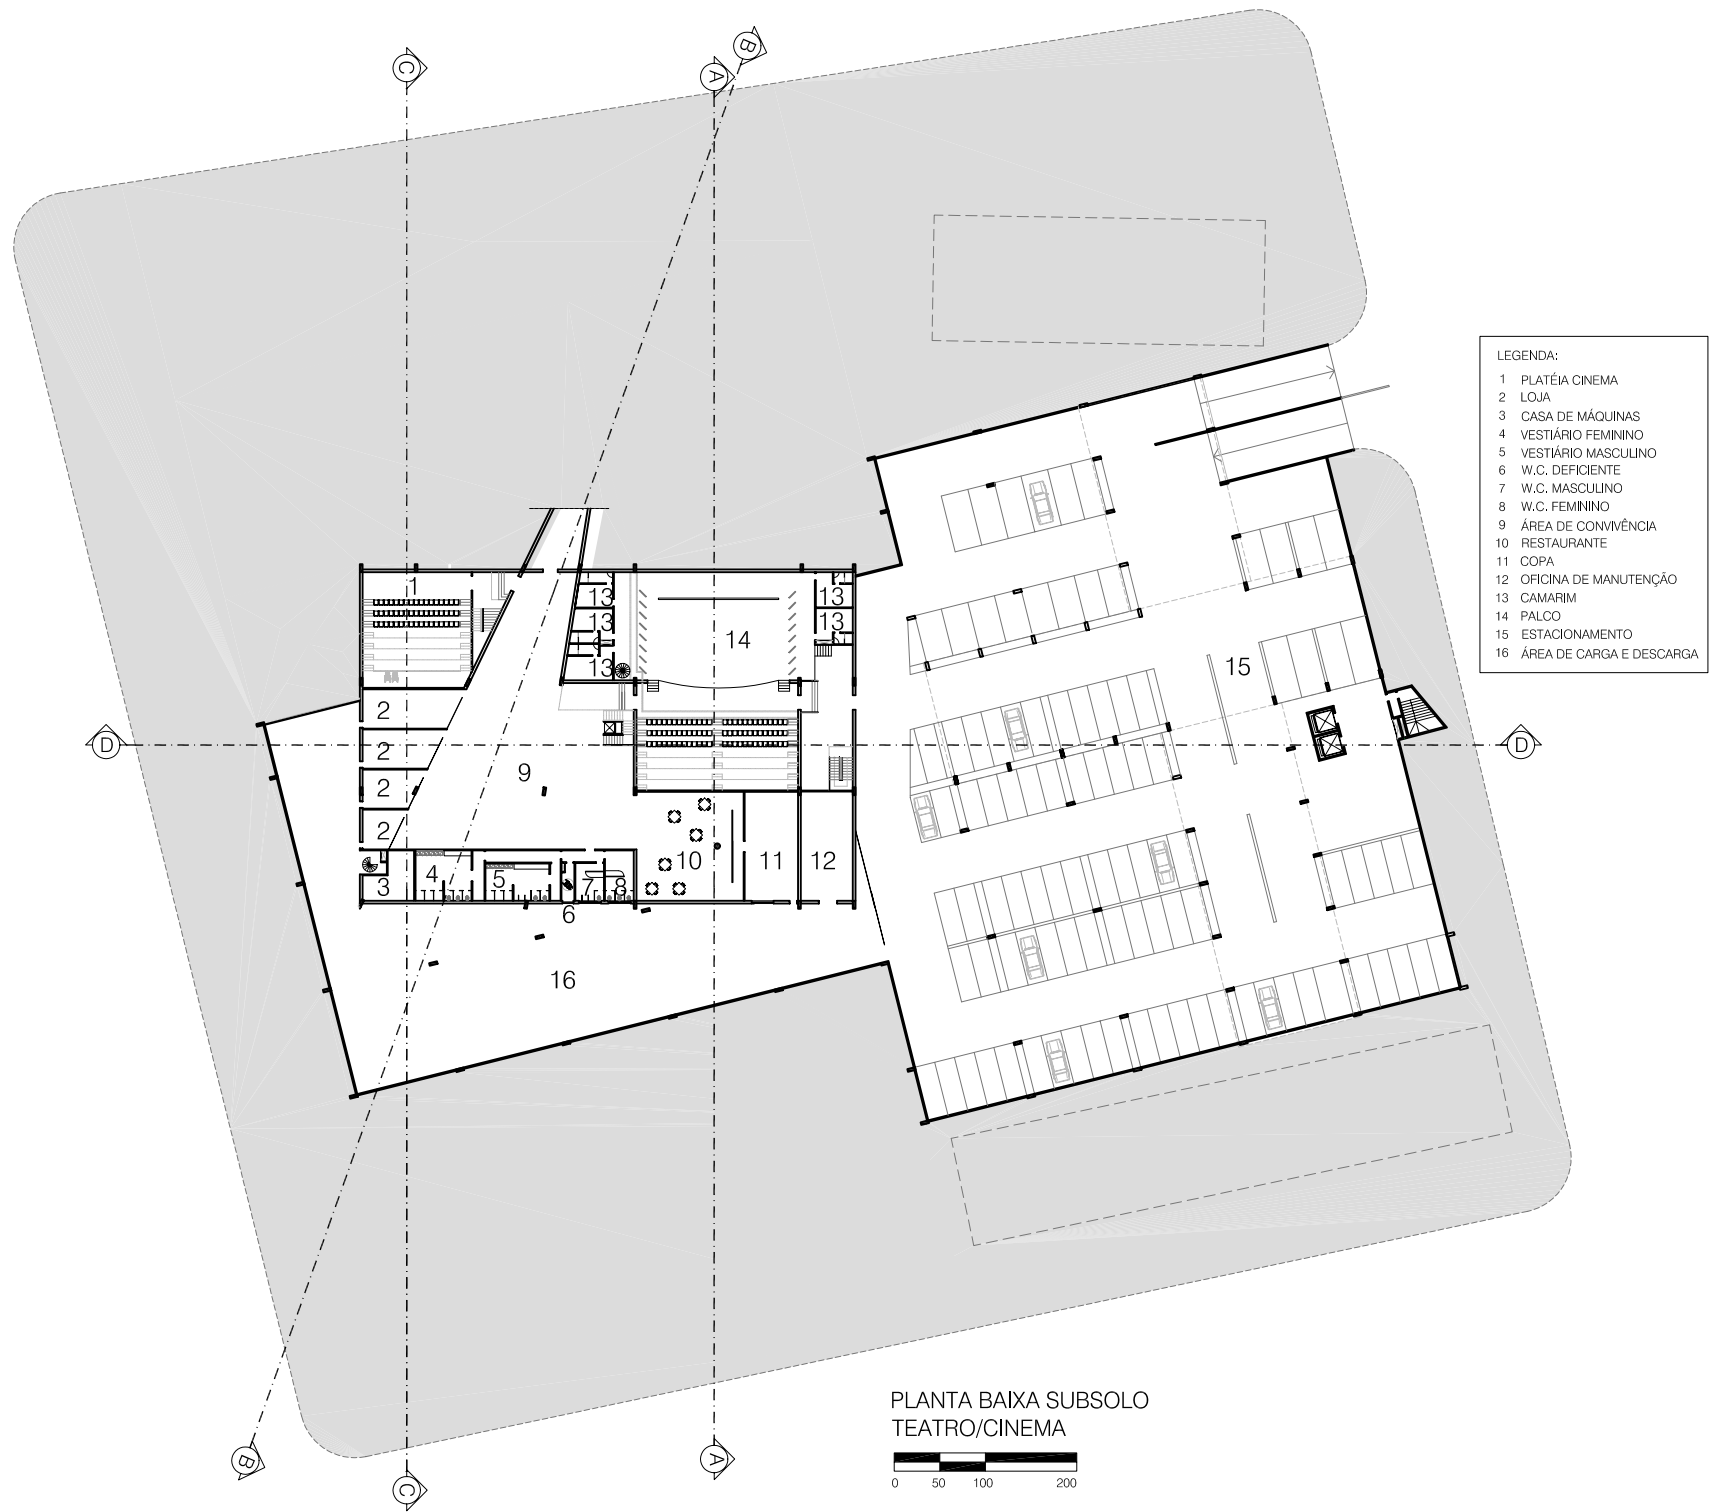 C
A
B
LEGENDA:
1 PLATÉIA CINEMA
2 LOJA
3 CASA DE MÁQUINAS
4 VESTIÁRIO FEMININO
5 VESTIÁRIO MASCULINO
6 W.C. DEFICIENTE
7 W.C. MASCULINO
8 W.C. FEMININO
9 ÁREA DE CONVIVÊNCIA
10 RESTAURANTE
11 COPA
12 OFICINA DE MANUTENÇÃO
13 CAMARIM
14 PALCO
15 ESTACIONAMENTO
16 ÁREA DE CARGA E DESCARGA
1
13
13
13
13
14
13
15
2
D
2
9
D
2
2
3
4
5
6
7
8
10
11
12
16
PLANTA BAIXA SUBSOLO
TEATRO/CINEMA
0 50 100 200
B
C
A